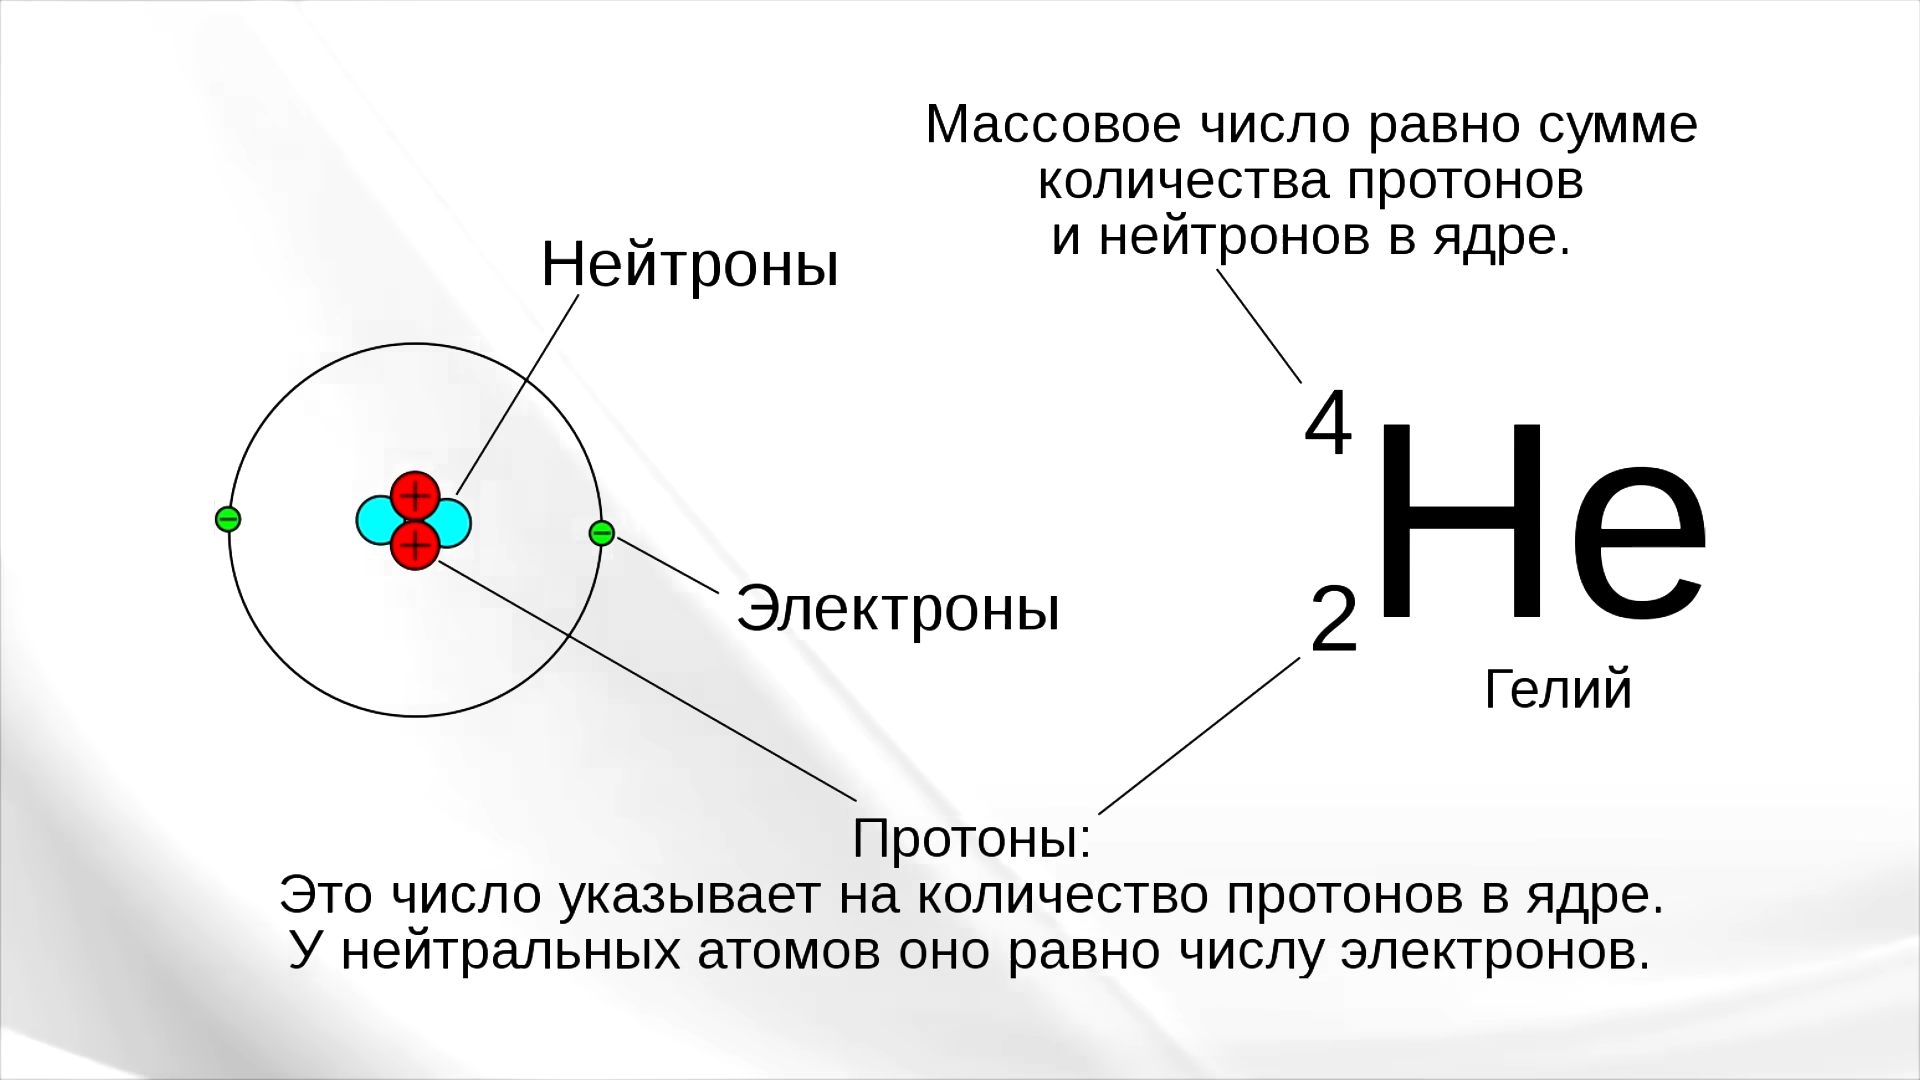 Массовое число равно сумме
количества протонов
и нейтронов в ядре.
Нейтроны
4
He
2
Гелий
Электроны
Протоны:
Это число указывает на количество протонов в ядре.
У нейтральных атомов оно равно числу электронов.